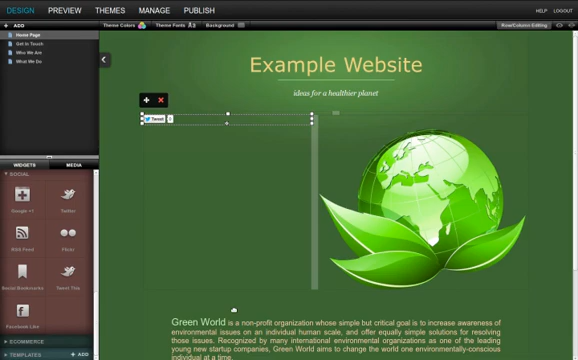 DESIGN PREVIEW THEMES MANAGE PUBLISH HELP LOGOUT
+ ADD Theme Colors Theme Fonts Background Row/Column Editing
Home Page
Get In Touch
Who We Are
What We Do
Example Website
ideas for a healthier planet
Tweet 0
WIDGETS MEDIA
SOCIAL
Google +1 Twitter
RSS Feed Flickr
Social Bookmarks Tweet This
Facebook Like
ECOMMERCE
TEMPLATES + ADD
Green World is a non-profit organization whose simple but critical goal is to increase awareness of
environmental issues on an individual human scale, and offer equally simple solutions for resolving
those issues. Recognized by many international environmental organizations as one of the leading
young new startup companies, Green World aims to change the world one environmentally-conscious
individual at a time.